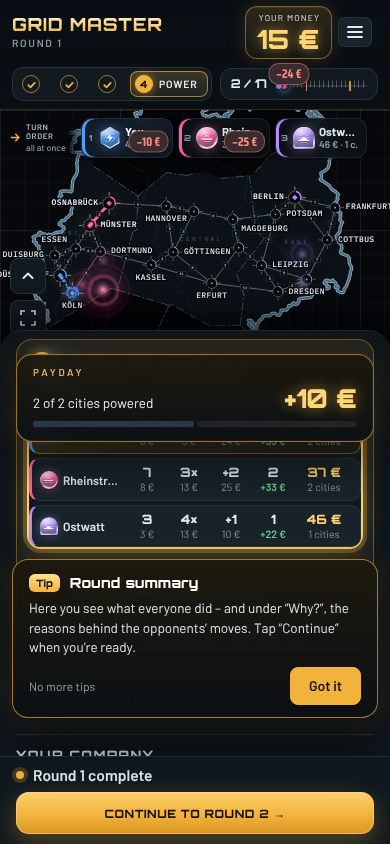 GRID MASTER
ROUND 1
YOUR MONEY
15 €
4 POWER
2/17
-24 €
TURN
ORDER
all at once
1
-10 €
2
-25 €
3
Ostw...
46 € · 1 c.
OSNABRÜCK
MÜNSTER
HANNOVER
BERLIN
POTSDAM
FRANKFURT
MAGDEBURG
COTTBUS
ESSEN
DUISBURG
DORTMUND
GÖTTINGEN
LEIPZIG
KASSEL
ERFURT
DRESDEN
KÖLN
PAYDAY
2 of 2 cities powered
+10 €
Rheinstr... 7 3x +2 2 37 €
8 € 13 € 25 € +33 € 2 cities
Ostwatt 3 4x +1 1 46 €
3 € 13 € 10 € +22 € 1 cities
Tip Round summary
Here you see what everyone did – and under “Why?”, the
reasons behind the opponents’ moves. Tap “Continue”
when you’re ready.
No more tips
Got it
YOUR COMPANY
Round 1 complete
CONTINUE TO ROUND 2 →